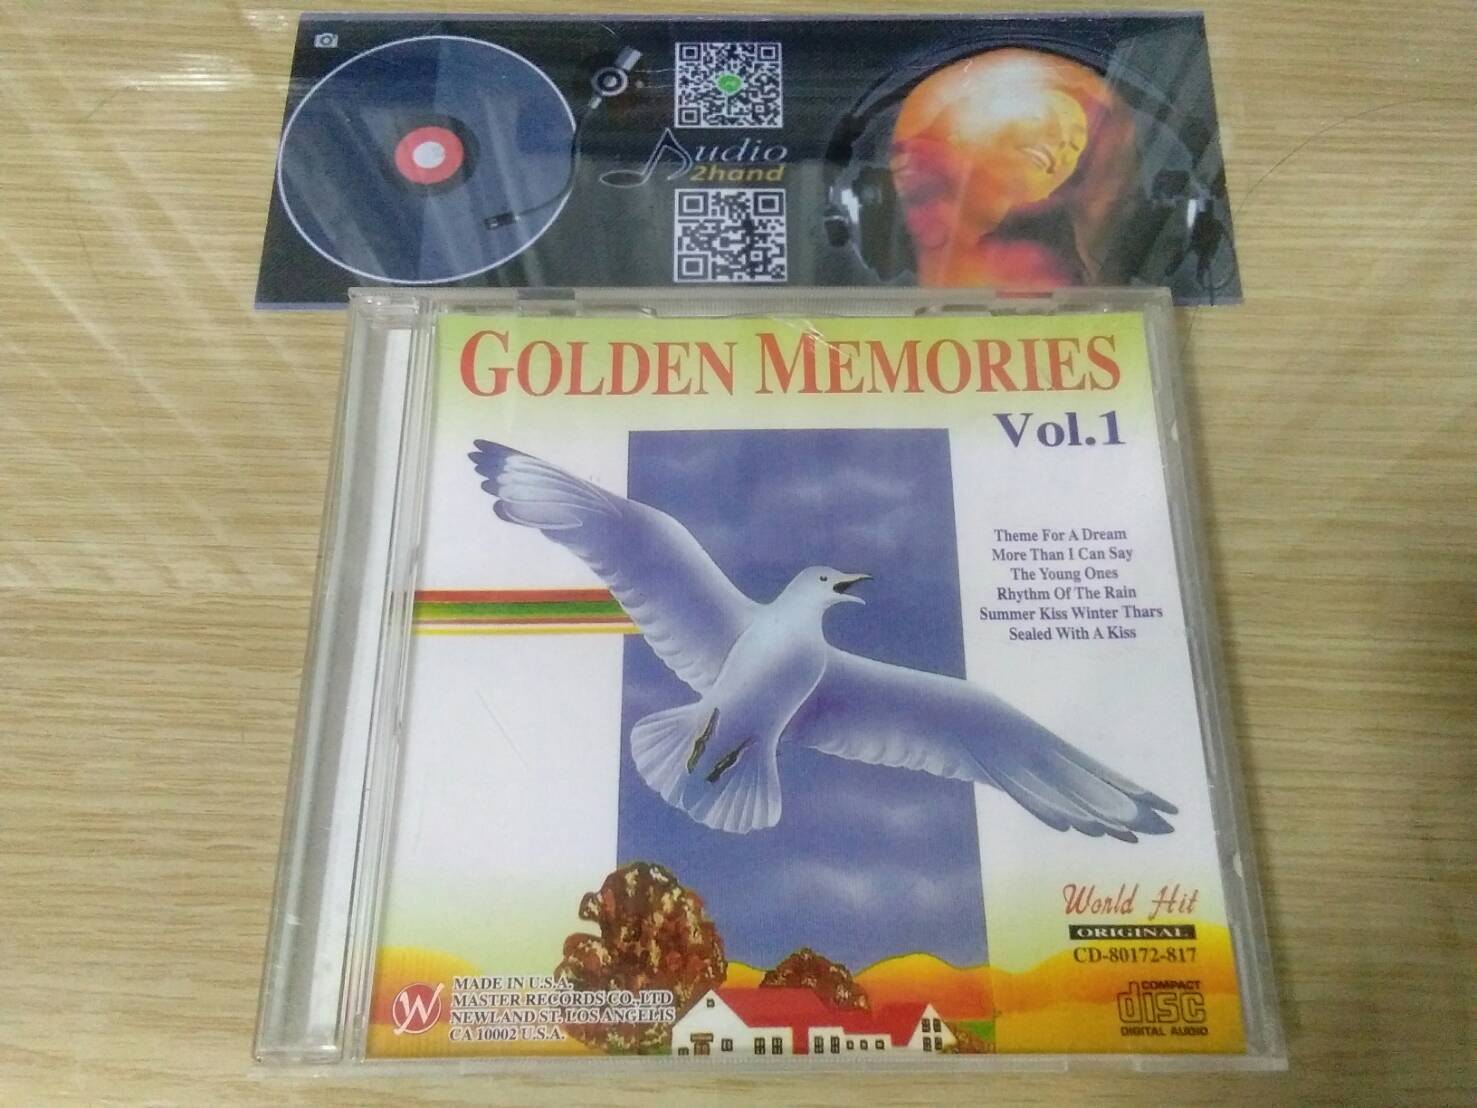 Audio
2hand
GOLDEN MEMORIES
Vol.1
Theme For A Dream
More Than I Can Say
The Young Ones
Rhythm Of The Rain
Summer Kiss Winter Thars
Sealed With A Kiss
World Hit
ORIGINAL
CD-80172-817
COMPACT
disc
DIGITAL AUDIO
W
MADE IN U.S.A.
MASTER RECORDS CO., LTD
NEWLAND ST. LOS ANGELIS
CA 10002 U.S.A.